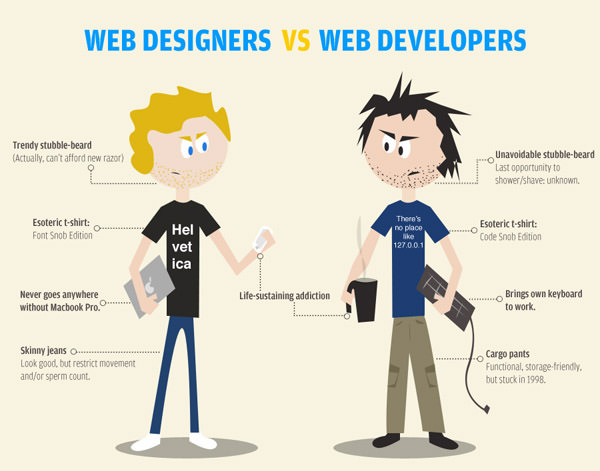 WEB DESIGNERS VS WEB DEVELOPERS
Trendy stubble-beard
(Actually, can't afford new razor)
Esoteric t-shirt:
Font Snob Edition
Never goes anywhere
without Macbook Pro.
Skinny jeans
Look good, but restrict movement
and/or sperm count.
Hel
vet
ica
Life-sustaining addiction
There's
no place
like
127.0.0.1
Unavoidable stubble-beard
Last opportunity to
shower/shave: unknown.
Esoteric t-shirt:
Code Snob Edition
Brings own keyboard
to work.
Cargo pants
Functional, storage-friendly,
but stuck in 1998.